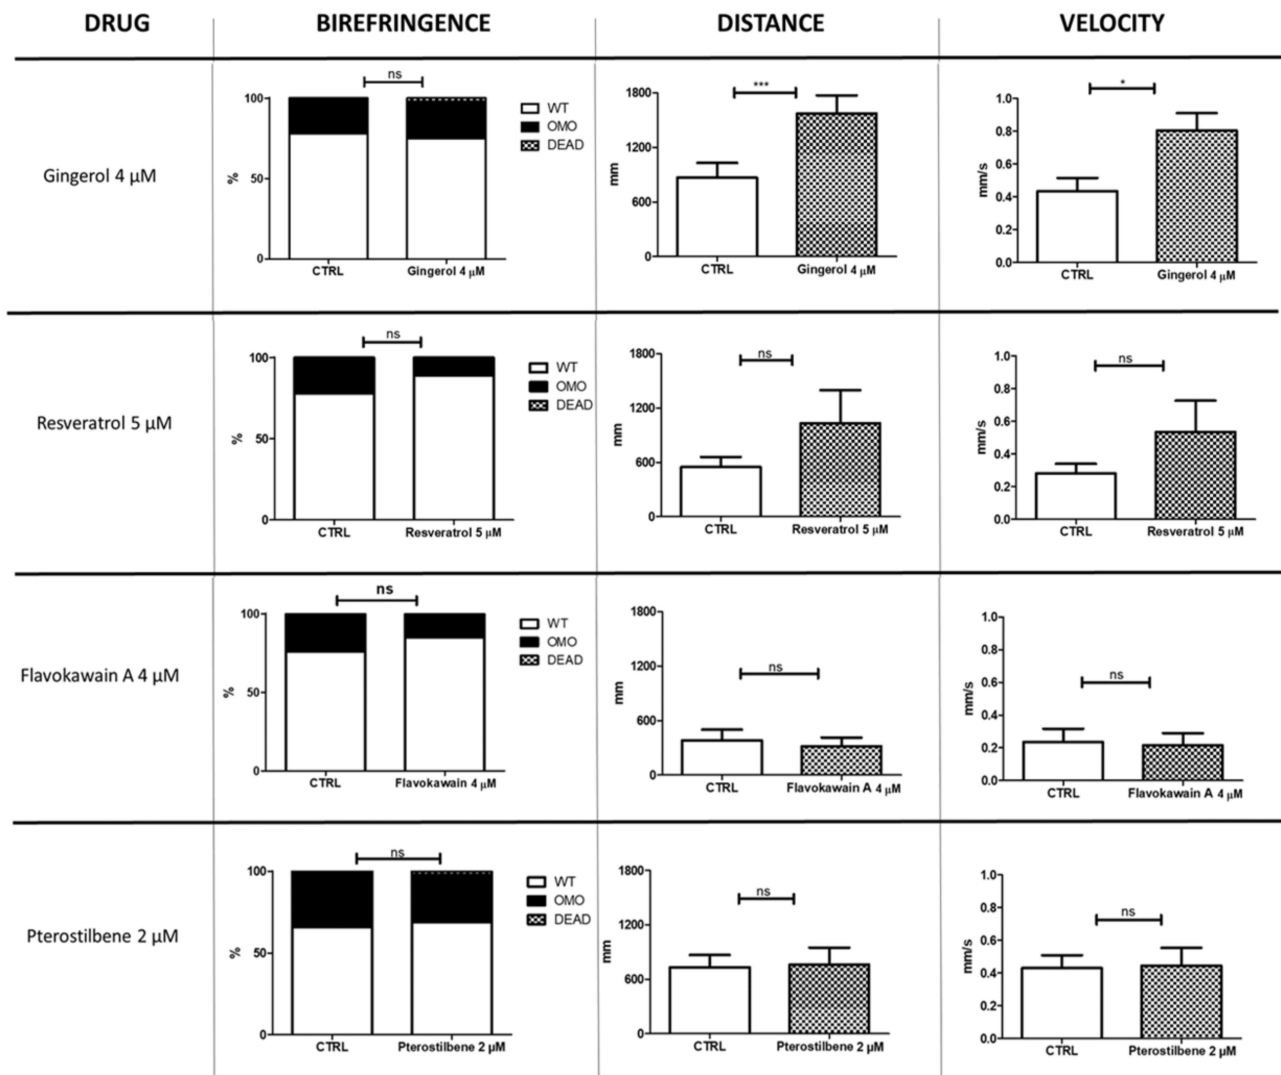 DRUG BIREFRINGENCE DISTANCE VELOCITY
Gingerol 4 µM
ns
100
50
0
%
CTRL Gingerol 4 µM
WT
OMO
DEAD
***
1800
1200
600
0
mm
CTRL Gingerol 4 µM
*
1.0
0.8
0.6
0.4
0.2
0.0
mm/s
CTRL Gingerol 4 µM
Resveratrol 5 µM
ns
100
50
0
%
CTRL Resveratrol 5 µM
WT
OMO
DEAD
ns
1800
1200
600
0
mm
CTRL Resveratrol 5 µM
ns
1.0
0.8
0.6
0.4
0.2
0.0
mm/s
CTRL Resveratrol 5 µM
Flavokawain A 4 µM
ns
100
50
0
%
CTRL Flavokawain 4 µM
WT
OMO
DEAD
ns
1800
1200
600
0
mm
CTRL Flavokawain A 4 µM
ns
1.0
0.8
0.6
0.4
0.2
0.0
mm/s
CTRL Flavokawain A 4 µM
Pterostilbene 2 µM
ns
100
50
0
%
CTRL Pterostilbene 2 µM
WT
OMO
DEAD
ns
1800
1200
600
0
mm
CTRL Pterostilbene 2 µM
ns
1.0
0.8
0.6
0.4
0.2
0.0
mm/s
CTRL Pterostilbene 2 µM